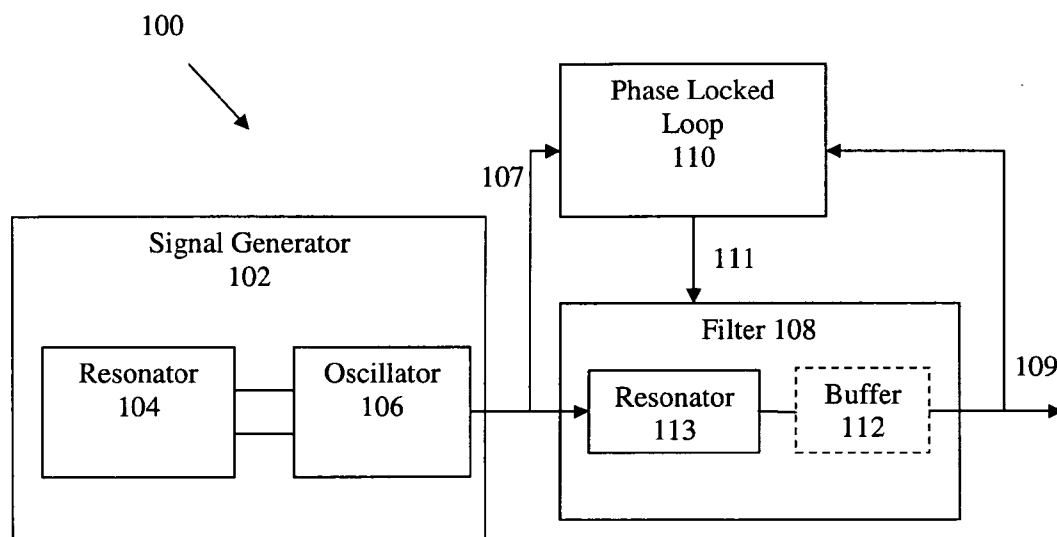 100
Phase Locked
Loop
110
107
Signal Generator
102
111
Filter 108
Resonator
104
Oscillator
106
Resonator
113
Buffer
112
109